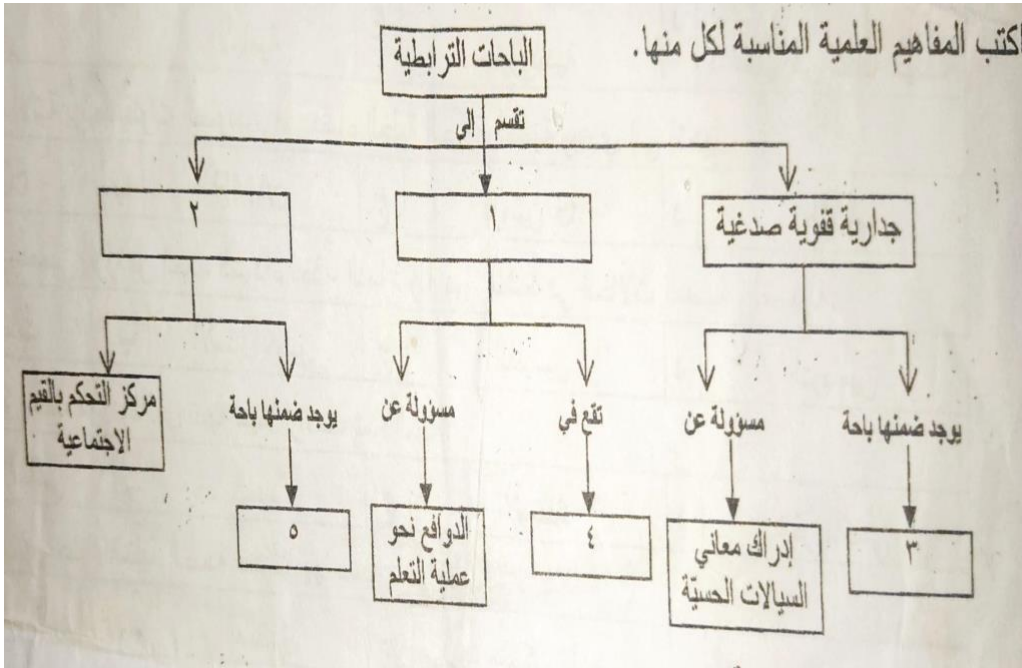 اكتب المفاهيم العلمية المناسبة لكل منها.
الباحات الترابطية
تقسم إلى
جدارية قفوية صدغية
١
٢
يوجد ضمنها باحة
مسؤولة عن
تقع في
مسؤولة عن
يوجد ضمنها باحة
مركز التحكم بالقيم
الاجتماعية
٣
إدراك معاني
السيالات الحسيّة
٤
الدوافع نحو
عملية التعلم
٥